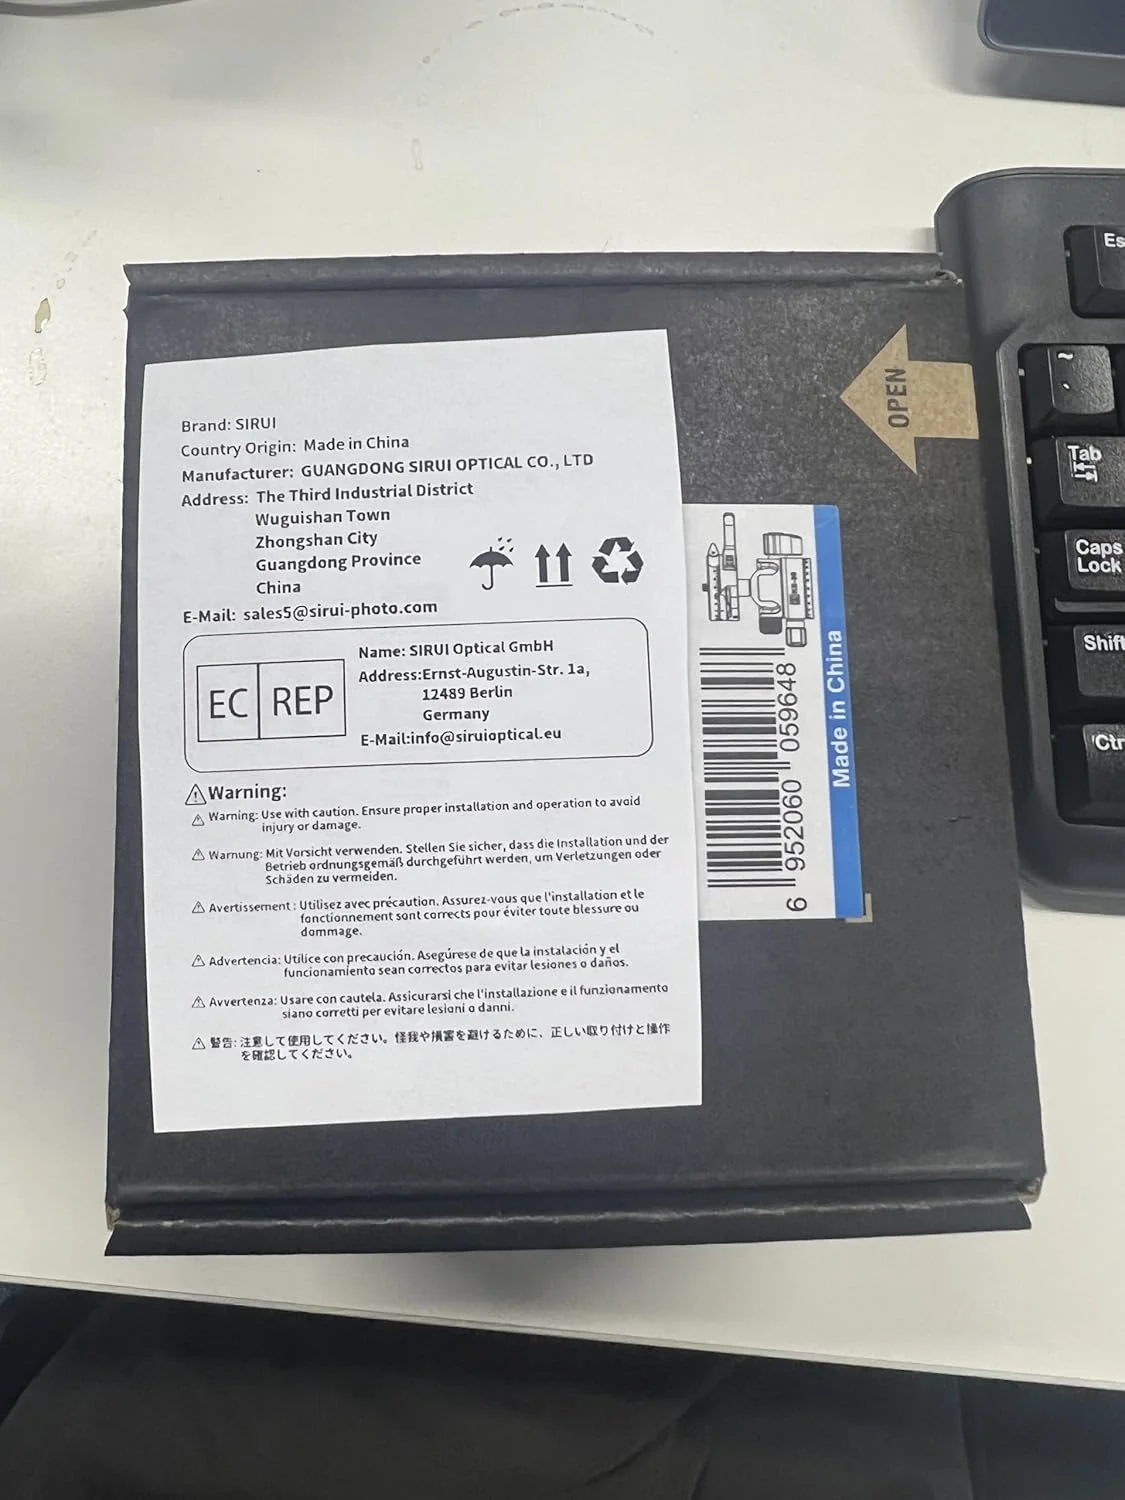 Brand: SIRUI
Country Origin: Made in China
Manufacturer: GUANGDONG SIRUI OPTICAL CO., LTD
Address: The Third Industrial District
Wuguishan Town
Zhongshan City
Guangdong Province
China
E-Mail: sales5@sirui-photo.com
EC REP
Name: SIRUI Optical GmbH
Address:Ernst-Augustin-Str. 1a,
12489 Berlin
Germany
E-Mail:info@siruioptical.eu
Warning:
Warning: Use with caution. Ensure proper installation and operation to avoid
injury or damage.
Warnung: Mit Vorsicht verwenden. Stellen Sie sicher, dass die Installation und der
Betrieb ordnungsgemäß durchgeführt werden, um Verletzungen oder
Schäden zu vermeiden.
Avertissement : Utilisez avec précaution. Assurez-vous que l'installation et le
fonctionnement sont corrects pour éviter toute blessure ou
dommage.
Advertencia: Utilice con precaución. Asegúrese de que la instalación y el
funcionamiento sean correctos para evitar lesiones o daños.
Avvertenza: Usare con cautela. Assicurarsi che l'installazione e il funzionamento
siano corretti per evitare lesioni o danni.
警告: 注意して使用してください。怪我や損害を避けるために、正しい取り付けと操作
を確認してください。
OPEN
6 952060 059648
Made in China
Es
~
Tab
Caps
Lock
Shift
Ctr